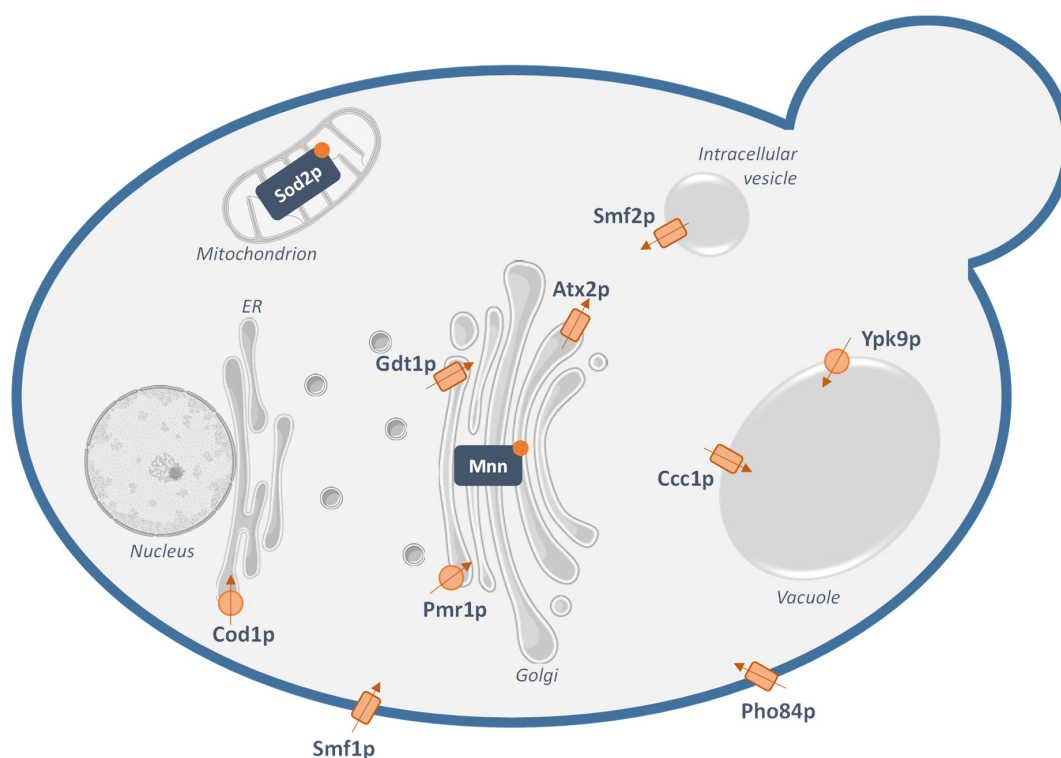 Intracellular
vesicle
Sod2p
Smf2p
Mitochondrion
Atx2p
ER
Ypk9p
Gdt1p
Mnn
Ccc1p
Nucleus
Vacuole
Pmr1p
Cod1p
Golgi
Pho84p
Smf1p